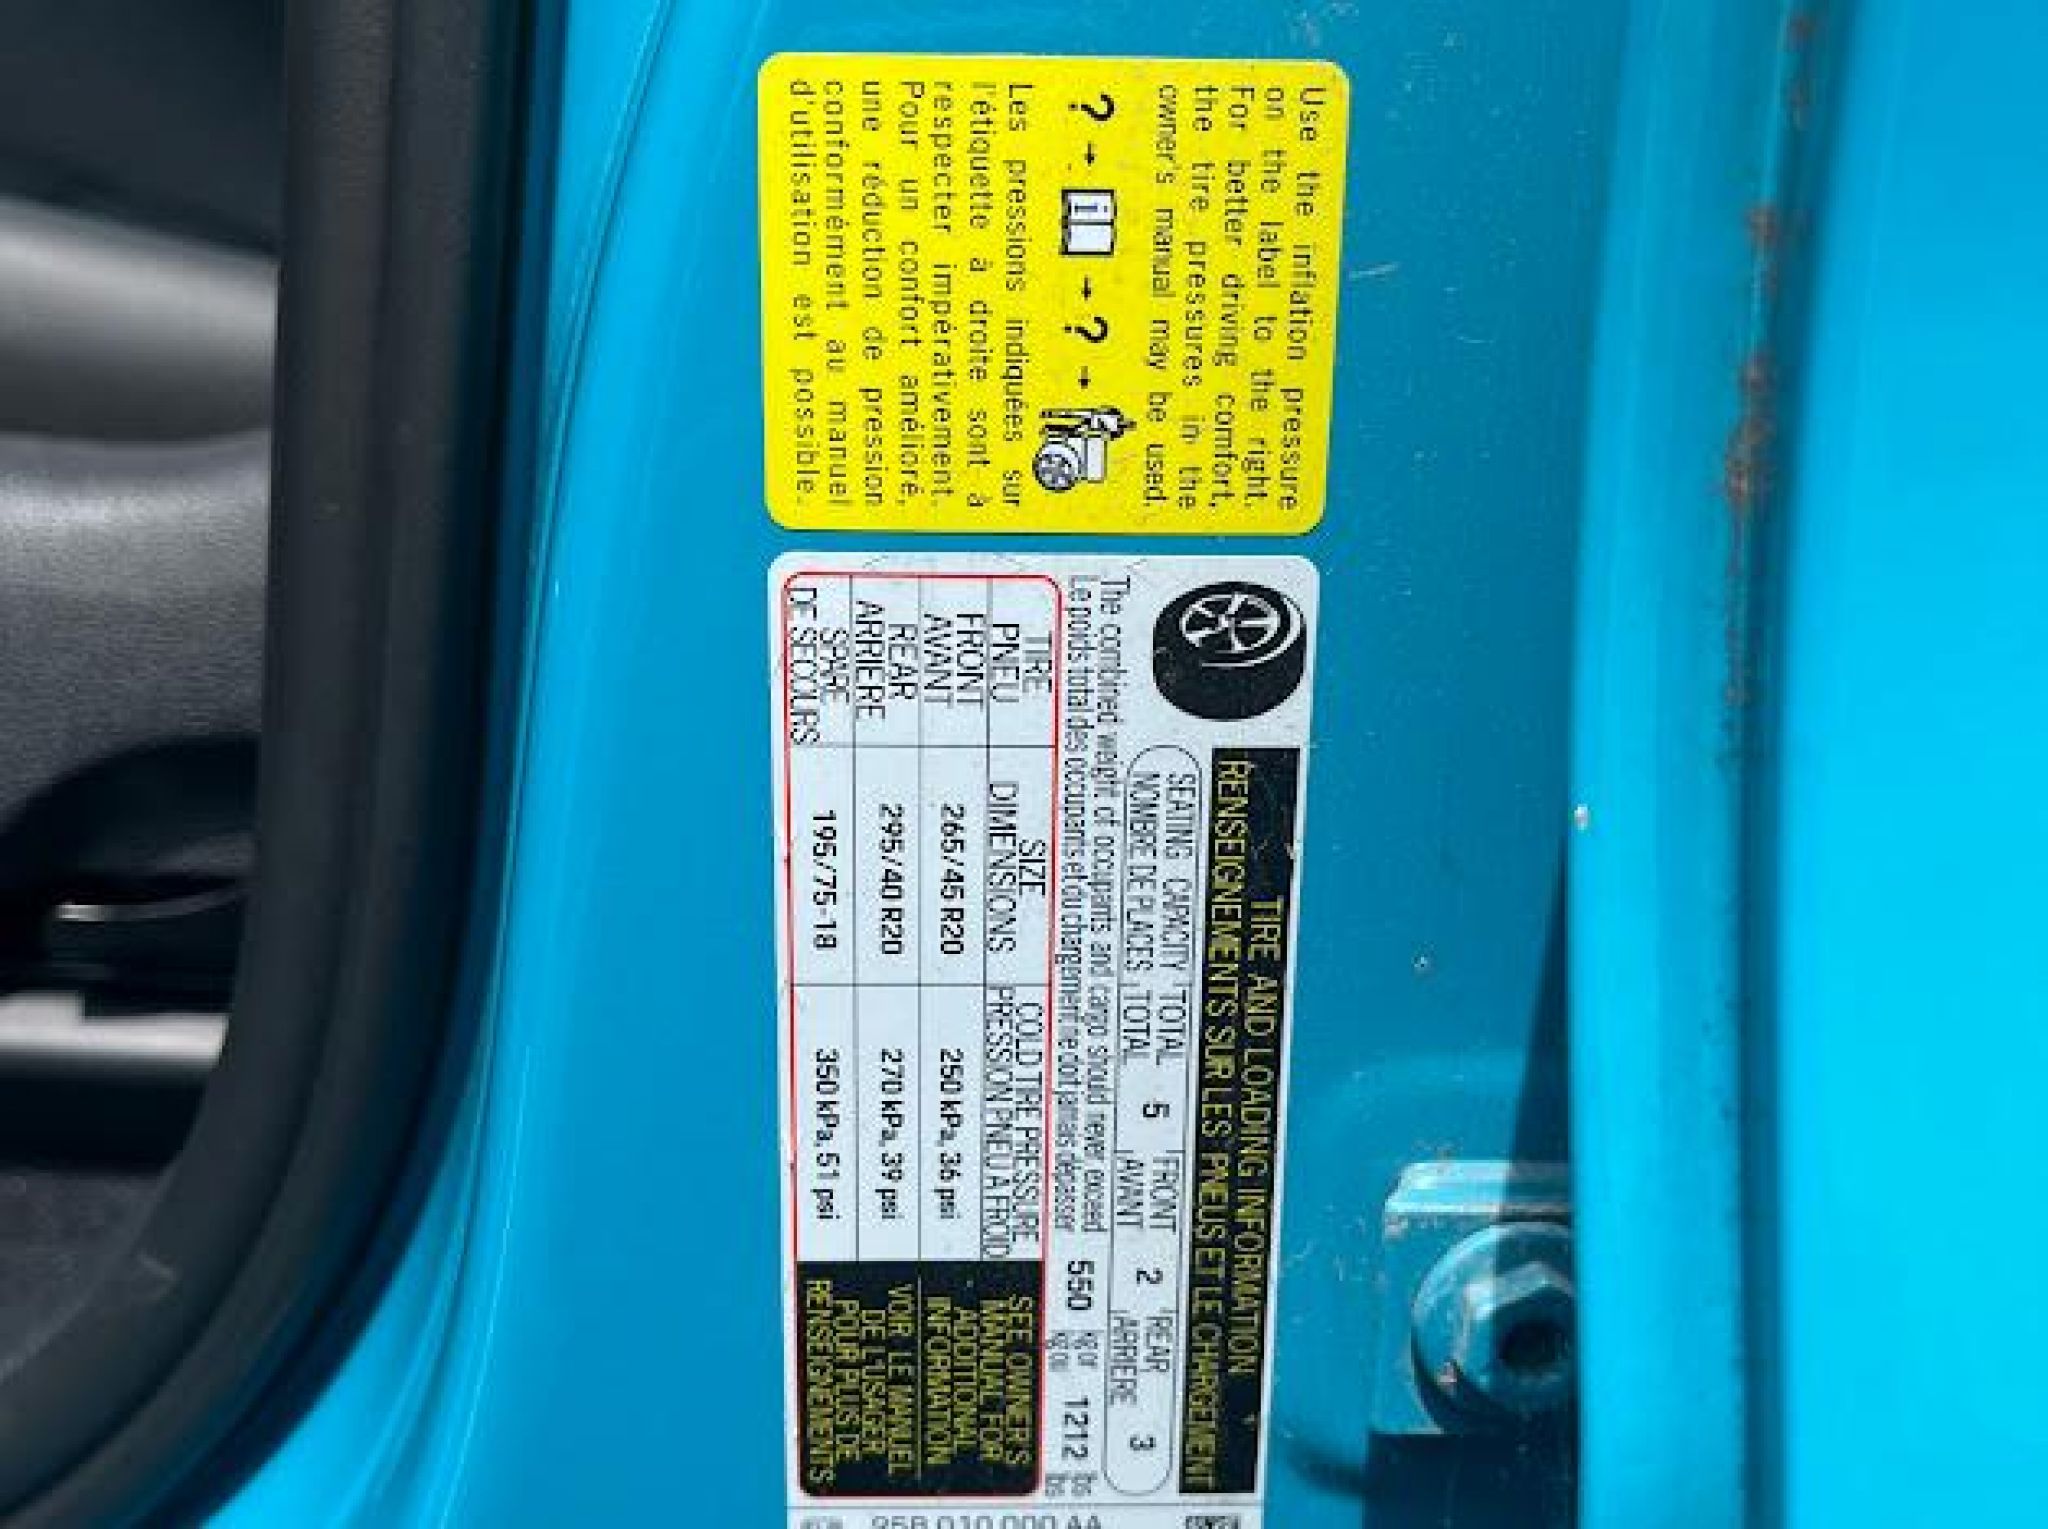 Use the inflation pressure
on the label to the right.
For better driving comfort,
the tire pressures in the
owner's manual may be used.
? → i → ? →
Les pressions indiquées sur
l'étiquette à droite sont à
respecter impérativement.
Pour un confort amélioré,
une réduction de pression
conformément au manuel
d'utilisation est possible.
TIRE AND LOADING INFORMATION
RENSEIGNEMENTS SUR LES PNEUS ET LE CHARGEMENT
SEATING CAPACITY TOTAL 5 FRONT 2 REAR 3
NOMBRE DE PLACES TOTAL AVANT ARRIERE
The combined weight of occupants and cargo should never exceed 550 kg or 1212 lbs
Le poids total des occupants et du chargement ne doit jamais dépasser kg ou lbs
TIRE SIZE COLD TIRE PRESSURE
PNEU DIMENSIONS PRESSION PNEU A FROID
FRONT 265/45 R20 250 kPa, 36 psi
AVANT
REAR 295/40 R20 270 kPa, 39 psi
ARRIERE
SPARE 195/75-18 350 kPa, 51 psi
DE SECOURS
SEE OWNER'S
MANUAL FOR
ADDITIONAL
INFORMATION
VOIR LE MANUEL
DE L'USAGER
POUR PLUS DE
RENSEIGNEMENTS
95B 010 000 AA